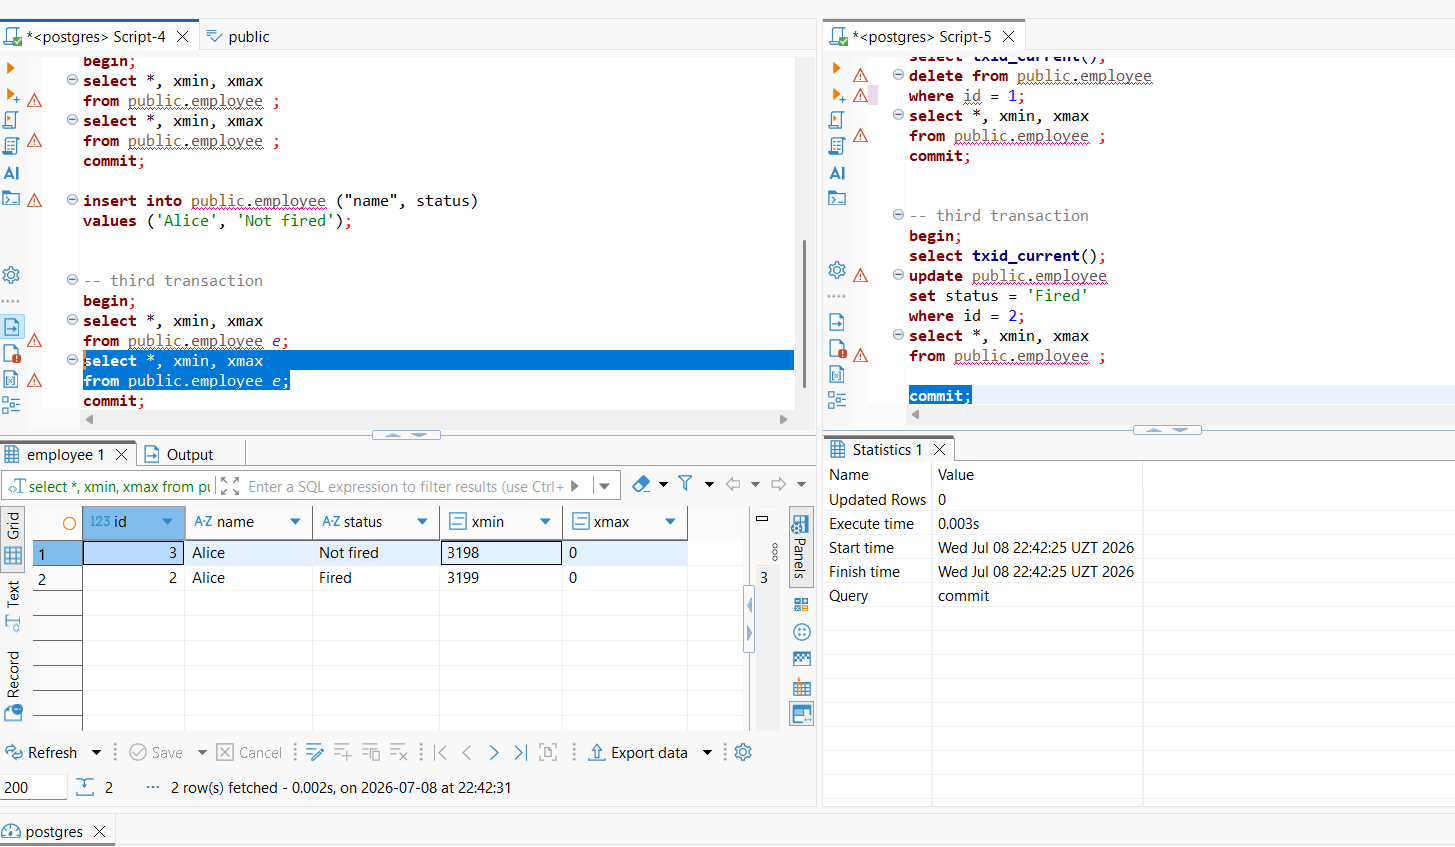 *<postgres> Script-4
public
begin;
select *, xmin, xmax
from public.employee ;
select *, xmin, xmax
from public.employee ;
commit;
insert into public.employee ("name", status)
values ('Alice', 'Not fired');
-- third transaction
begin;
select *, xmin, xmax
from public.employee e;
select *, xmin, xmax
from public.employee e;
commit;
AI
employee 1
Output
select *, xmin, xmax from pu
Enter a SQL expression to filter results (use Ctrl+
Grid
Text
Record
123 id
A-Z name
A-Z status
xmin
xmax
1 3 Alice Not fired 3198 0
2 2 Alice Fired 3199 0
Panels
3
Refresh
Save
Cancel
Export data
200
2
... 2 row(s) fetched - 0.002s, on 2026-07-08 at 22:42:31
postgres
*<postgres> Script-5
select txid_current();
delete from public.employee
where id = 1;
select *, xmin, xmax
from public.employee ;
commit;
-- third transaction
begin;
select txid_current();
update public.employee
set status = 'Fired'
where id = 2;
select *, xmin, xmax
from public.employee ;
commit;
AI
Statistics 1
Name Value
Updated Rows 0
Execute time 0.003s
Start time Wed Jul 08 22:42:25 UZT 2026
Finish time Wed Jul 08 22:42:25 UZT 2026
Query commit